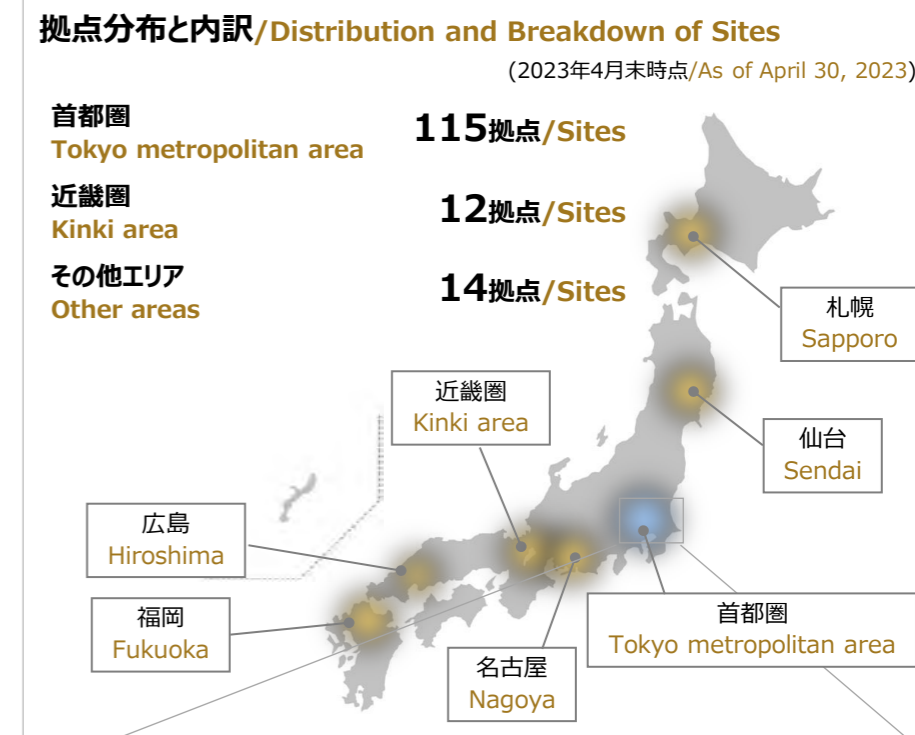 拠点分布と内訳/Distribution and Breakdown of Sites
(2023年4月末時点/As of April 30, 2023)
首都圏
Tokyo metropolitan area
115拠点/Sites
近畿圏
Kinki area
12拠点/Sites
その他エリア
Other areas
14拠点/Sites
札幌
Sapporo
近畿圏
Kinki area
仙台
Sendai
広島
Hiroshima
福岡
Fukuoka
首都圏
Tokyo metropolitan area
名古屋
Nagoya